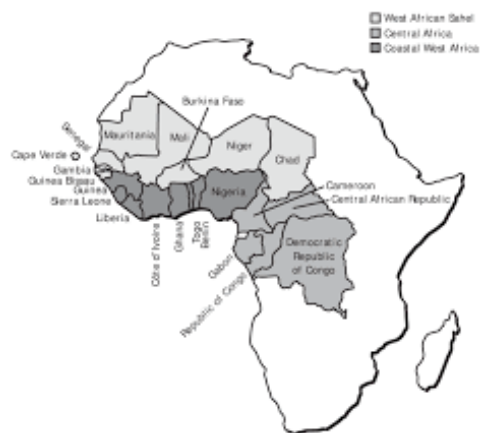 West African Sahel
Central Africa
Coastal West Africa
Burkina Faso
Senegal
Mauritania
Mali
Niger
Chad
Cape Verde
Gambia
Guinea Bissau
Guinea
Sierra Leone
Liberia
Côte d'Ivoire
Ghana
Togo
Benin
Nigeria
Cameroon
Central African Republic
Democratic
Republic
of Congo
Gabon
Republic of Congo